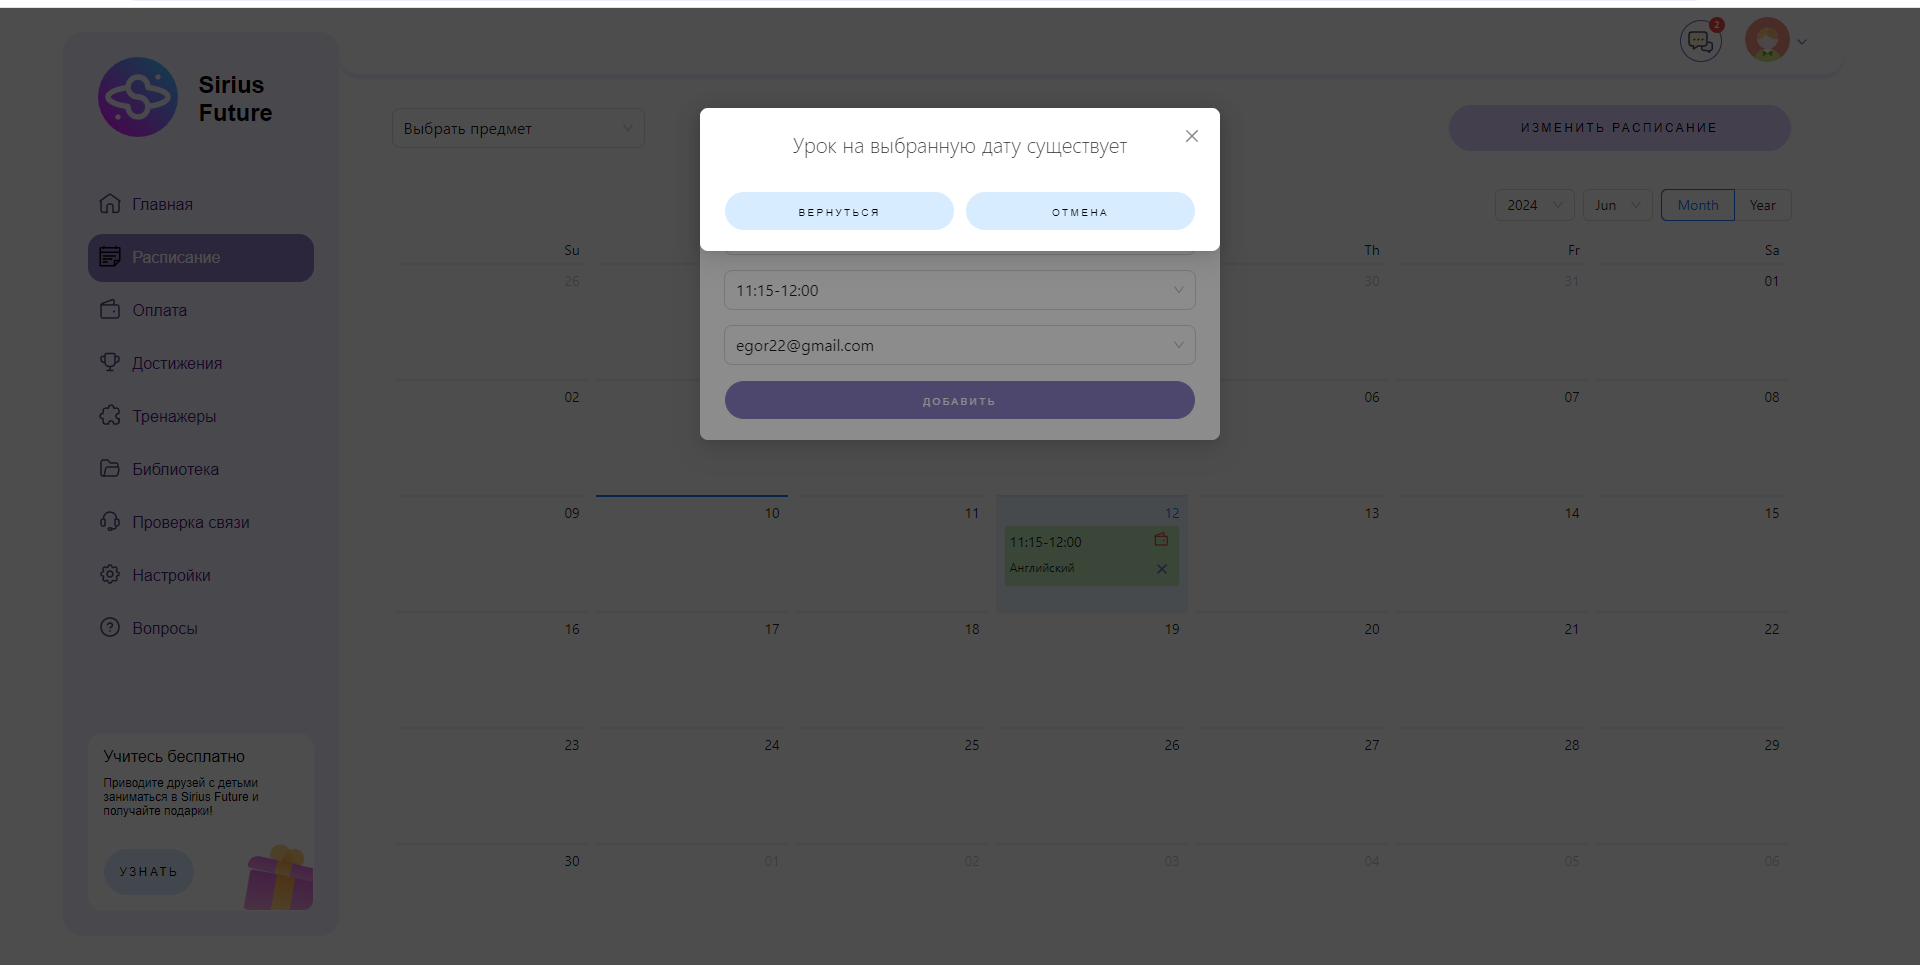 2
Sirius
Future
Выбрать предмет
ИЗМЕНИТЬ РАСПИСАНИЕ
Урок на выбранную дату существует
ВЕРНУТЬСЯ
ОТМЕНА
11:15-12:00
egor22@gmail.com
ДОБАВИТЬ
Главная
Расписание
Оплата
Достижения
Тренажеры
Библиотека
Проверка связи
Настройки
Вопросы
Учитесь бесплатно
Приводите друзей с детьми
заниматься в Sirius Future и
получайте подарки!
УЗНАТЬ
2024 Jun Month Year
Su Th Fr Sa
26 30 31 01
02 06 07 08
09 10 11 12 13 14 15
11:15-12:00
Английский
16 17 18 19 20 21 22
23 24 25 26 27 28 29
30 01 02 03 04 05 06